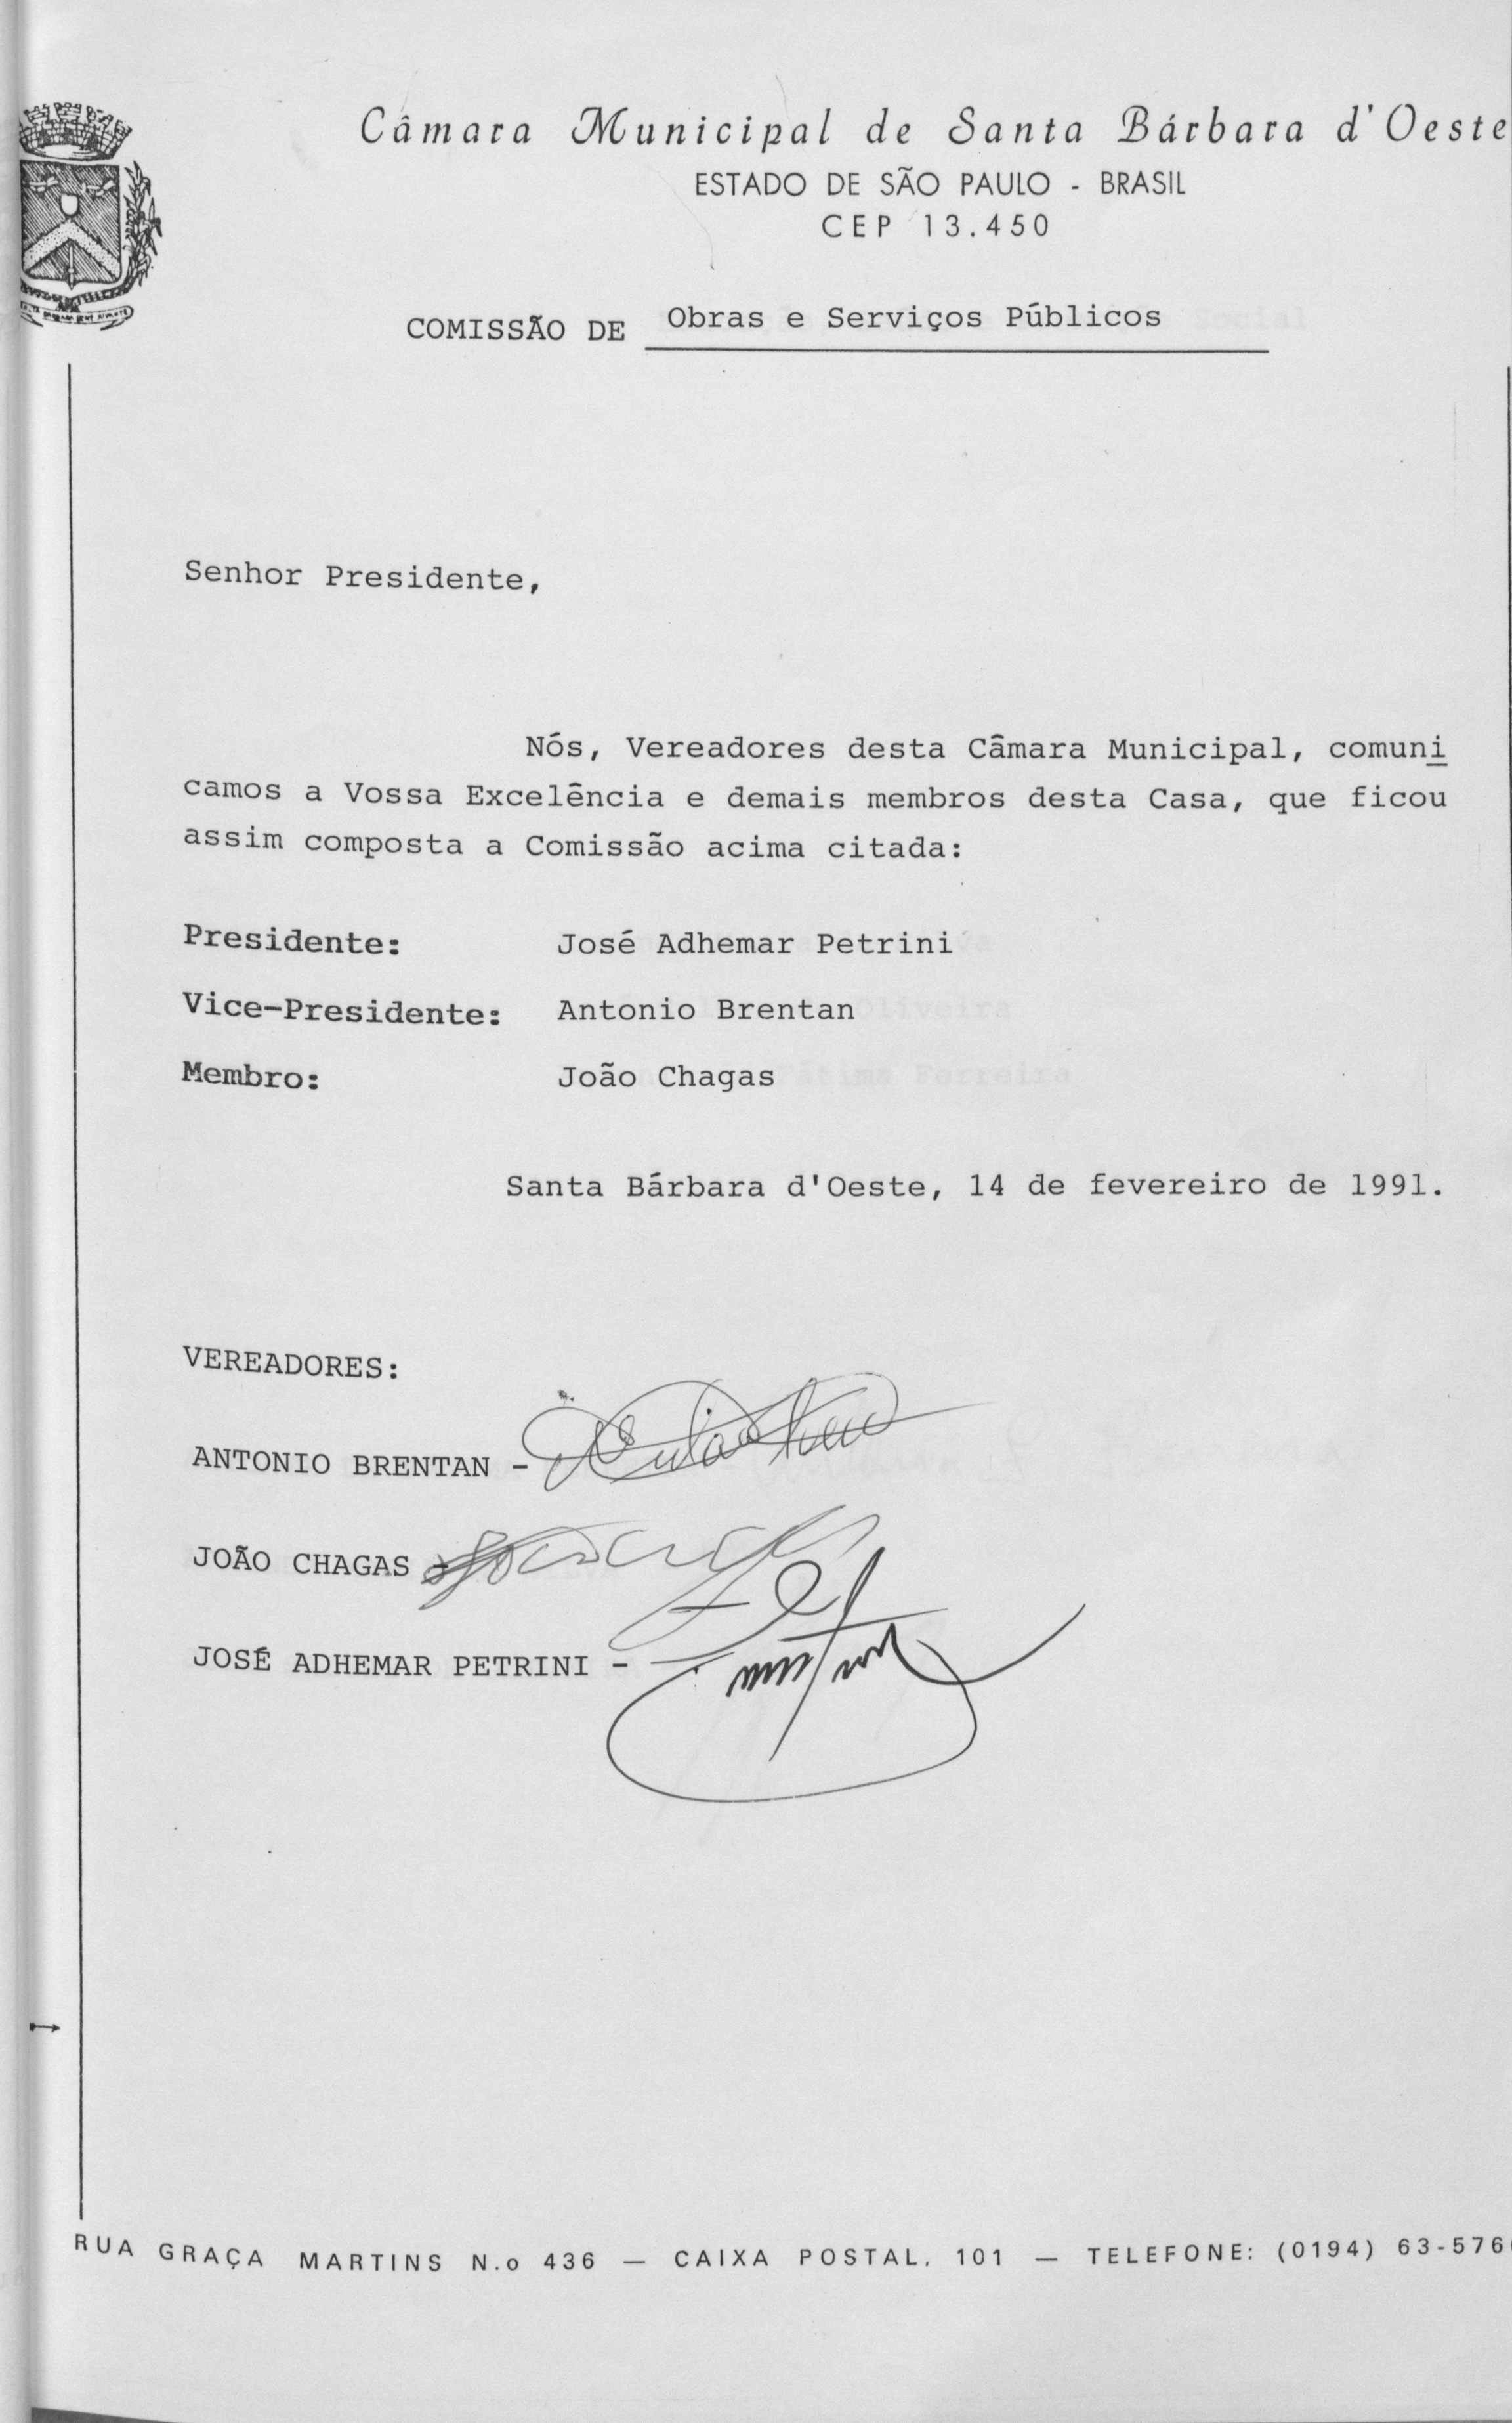 Câmara Municipal de Santa Bárbara d'Oeste
ESTADO DE SÃO PAULO - BRASIL
CEP 13.450
COMISSÃO DE Obras e Serviços Públicos
Senhor Presidente,
Nós, Vereadores desta Câmara Municipal, comuni
camos a Vossa Excelência e demais membros desta Casa, que ficou
assim composta a Comissão acima citada:
Presidente: José Adhemar Petrini
Vice-Presidente: Antonio Brentan
Membro: João Chagas
Santa Bárbara d'Oeste, 14 de fevereiro de 1991.
VEREADORES:
ANTONIO BRENTAN -
JOÃO CHAGAS -
JOSÉ ADHEMAR PETRINI -
RUA GRAÇA MARTINS N.o 436 — CAIXA POSTAL, 101 — TELEFONE: (0194) 63-576